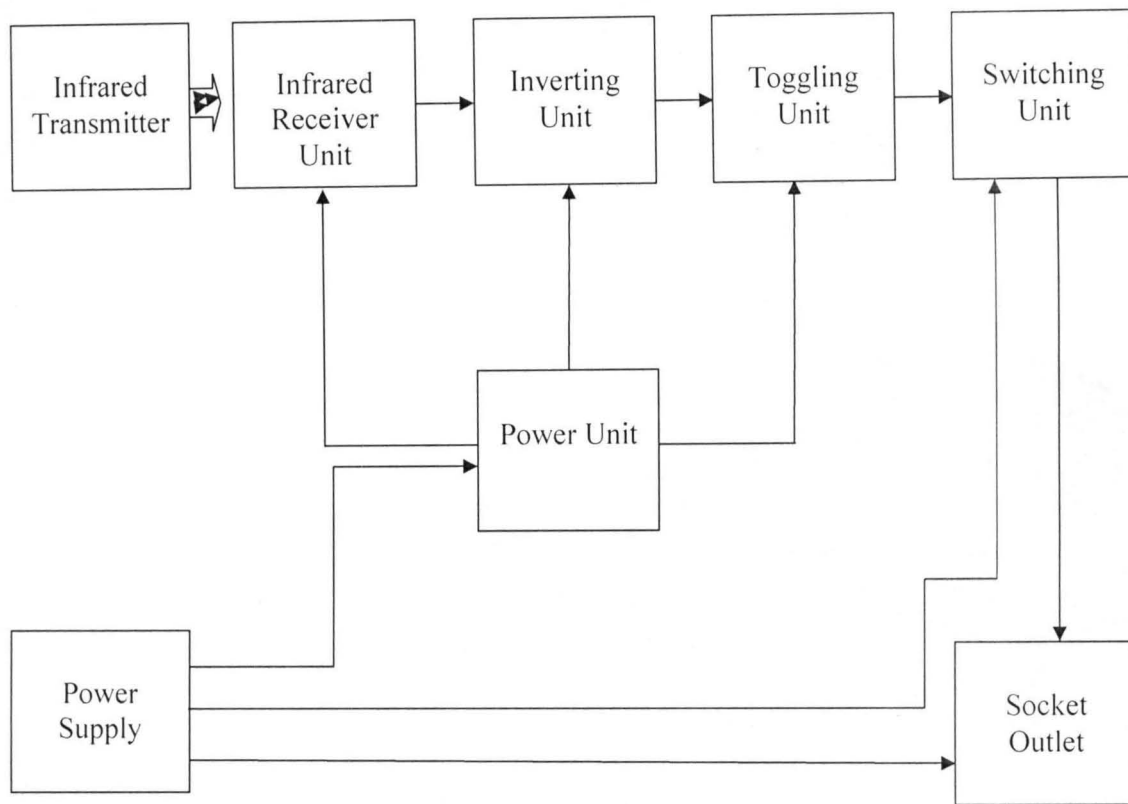 Infrared
Transmitter
Infrared
Receiver
Unit
Inverting
Unit
Toggling
Unit
Switching
Unit
Power Unit
Power
Supply
Socket
Outlet